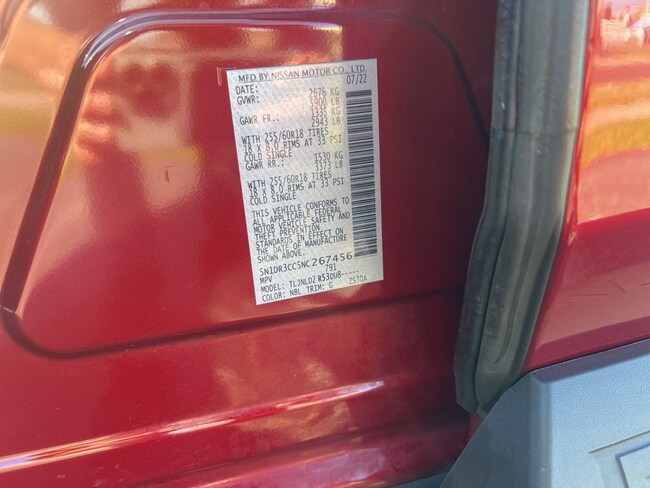 MFD BY NISSAN MOTOR CO., LTD.
DATE: 07/22
GVWR: 2676 KG
5900 LB
GAWR FR.: 1335 KG
2943 LB
WITH 255/60R18 TIRES
18 X 8.0 RIMS AT 33 PSI
COLD SINGLE
GAWR RR.: 1530 KG
3373 LB
WITH 255/60R18 TIRES
18 X 8.0 RIMS AT 33 PSI
COLD SINGLE
THIS VEHICLE CONFORMS TO
ALL APPLICABLE FEDERAL
MOTOR VEHICLE SAFETY AND
THEFT PREVENTION
STANDARDS IN EFFECT ON
THE DATE OF MANUFACTURE
SHOWN ABOVE.
5N1DR3CC5NC267456
MPV 791
MODEL: TLJNLD2 R53DU8-----
COLOR: NBL TRIM: G